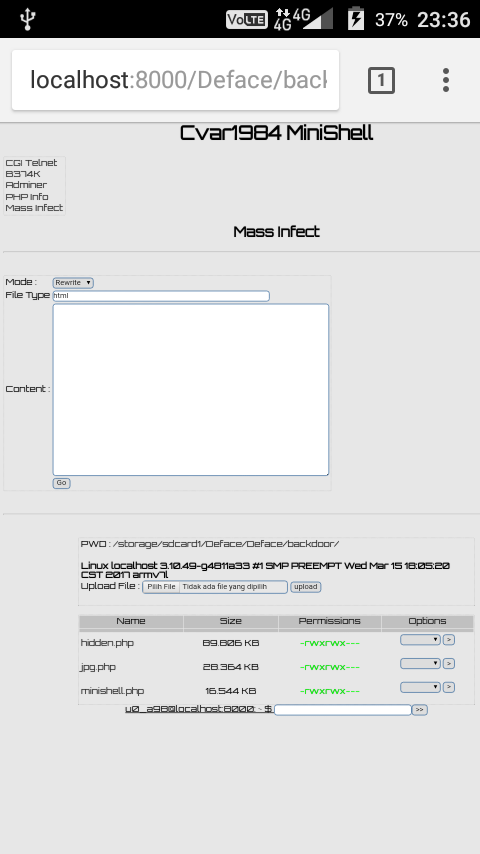 VoLTE 4G 4G 37% 23:36
localhost:8000/Deface/back
1
Cvar1984 MiniShell
CGI Telnet
B374K
Adminer
PHP Info
Mass Infect
Mass Infect
Mode : Rewrite
File Type html
Content :
Go
PWD : /storage/sdcard1/Deface/Deface/backdoor/
Linux localhost 3.10.49-g4811a33 #1 SMP PREEMPT Wed Mar 15 18:05:20
CST 2017 armv7l
Upload File : Pilih File Tidak ada file yang dipilih upload
Name Size Permissions Options
hidden.php 89.806 KB -rwxrwx--- >
jpg.php 28.364 KB -rwxrwx--- >
minishell.php 16.544 KB -rwxrwx--- >
u0_a98@localhost:8000: ~ $ >>